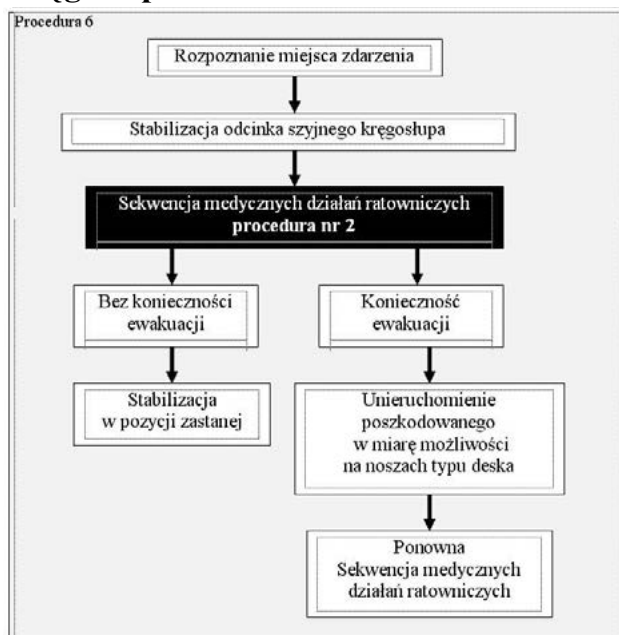 Procedura 6
Rozpoznanie miejsca zdarzenia
Stabilizacja odcinka szyjnego kręgosłupa
Sekwencja medycznych działań ratowniczych
procedura nr 2
Bez konieczności
ewakuacji
Konieczność
ewakuacji
Stabilizacja
w pozycji zastanej
Unieruchomienie
poszkodowanego
w miarę możliwości
na noszach typu deska
Ponowna
Sekwencja medycznych
działań ratowniczych